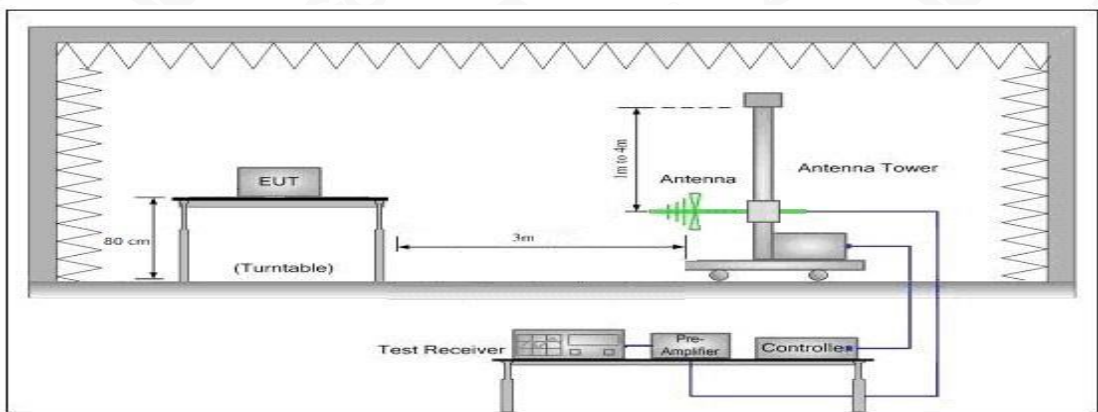 EUT
80 cm
(Turntable)
3m
1m to 4m
Antenna
Antenna Tower
Test Receiver
Pre-
Amplifier
Controller